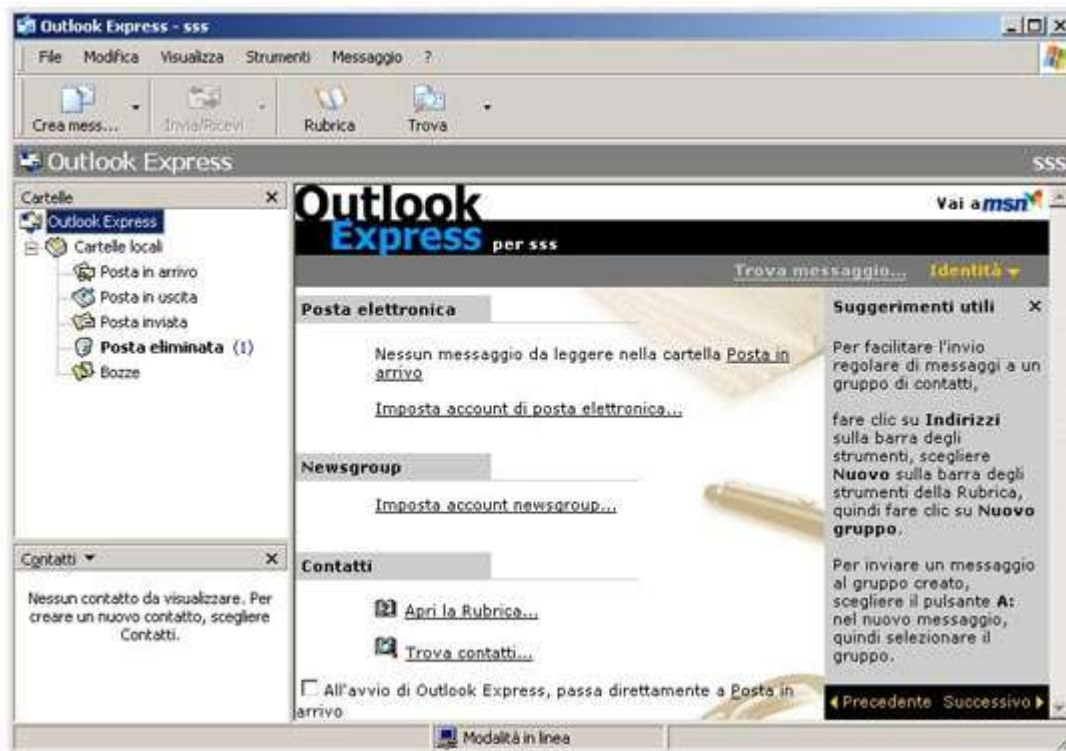 Outlook Express - sss
File Modifica Visualizza Strumenti Messaggio ?
Crea mess... Invia/Ricevi Rubrica Trova
Outlook Express sss
Cartelle
Outlook Express
Cartelle locali
Posta in arrivo
Posta in uscita
Posta inviata
Posta eliminata (1)
Bozze
Contatti
Nessun contatto da visualizzare. Per
creare un nuovo contatto, scegliere
Contatti.
Outlook
Express per sss
Vai a msn
Trova messaggio... Identità
Posta elettronica
Nessun messaggio da leggere nella cartella Posta in
arrivo
Imposta account di posta elettronica...
Newsgroup
Imposta account newsgroup...
Contatti
Apri la Rubrica...
Trova contatti...
All'avvio di Outlook Express, passa direttamente a Posta in
arrivo
Suggerimenti utili
Per facilitare l'invio
regolare di messaggi a un
gruppo di contatti,
fare clic su Indirizzi
sulla barra degli
strumenti, scegliere
Nuovo sulla barra degli
strumenti della Rubrica,
quindi fare clic su Nuovo
gruppo.
Per inviare un messaggio
al gruppo creato,
scegliere il pulsante A:
nel nuovo messaggio,
quindi selezionare il
gruppo.
Precedente Successivo
Modalità in linea